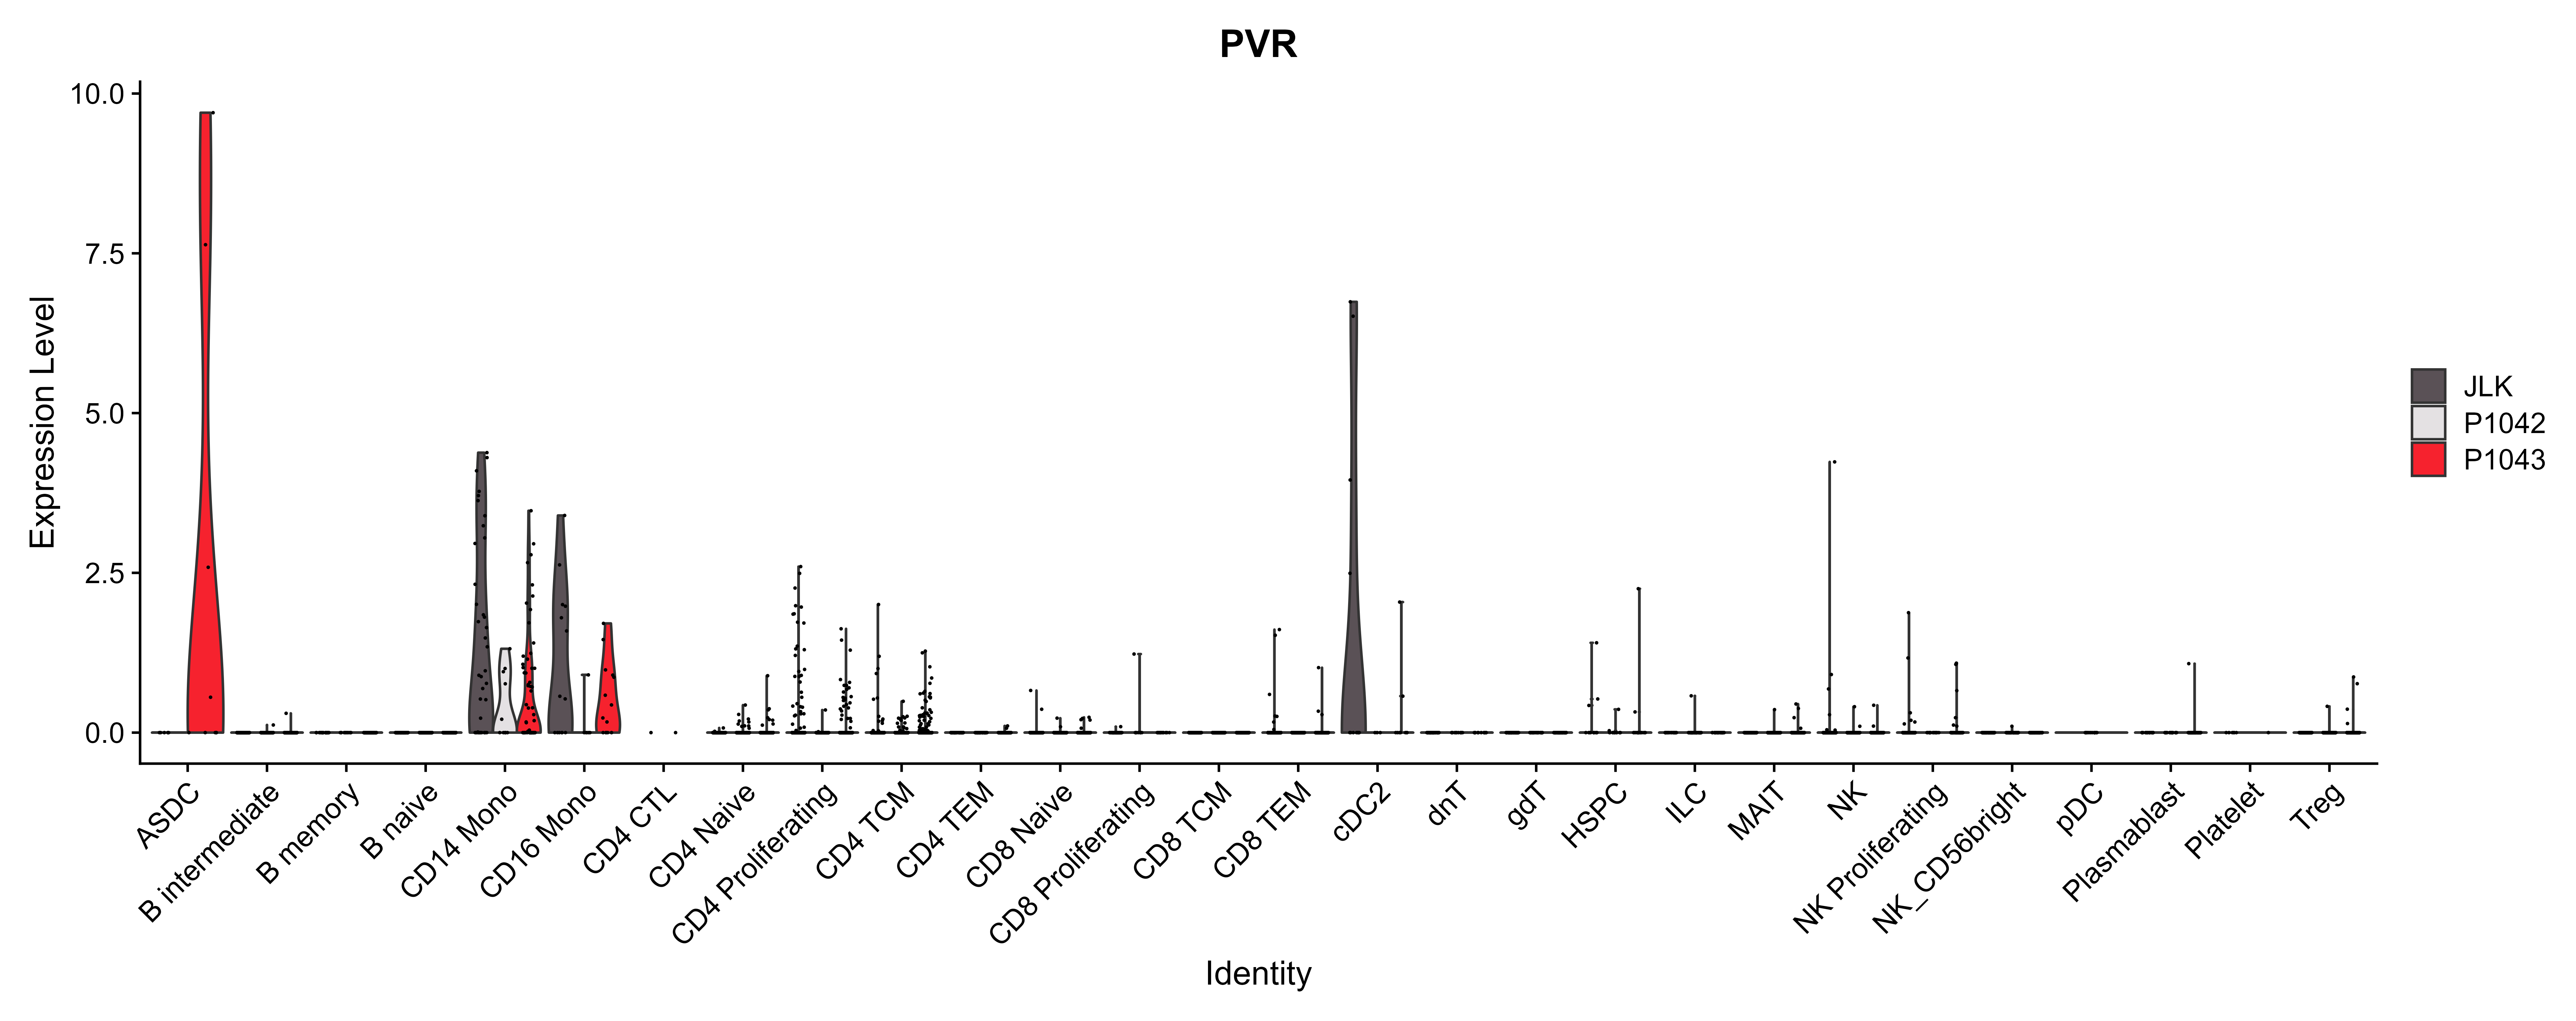 PVR
Expression Level
10.0
7.5
5.0
2.5
0.0
ASDC
B intermediate
B memory
B naive
CD14 Mono
CD16 Mono
CD4 CTL
CD4 Naive
CD4 Proliferating
CD4 TCM
CD4 TEM
CD8 Naive
CD8 Proliferating
CD8 TCM
CD8 TEM
cDC2
dnT
gdT
HSPC
ILC
MAIT
NK
NK Proliferating
NK_CD56bright
pDC
Plasmablast
Platelet
Treg
Identity
JLK
P1042
P1043